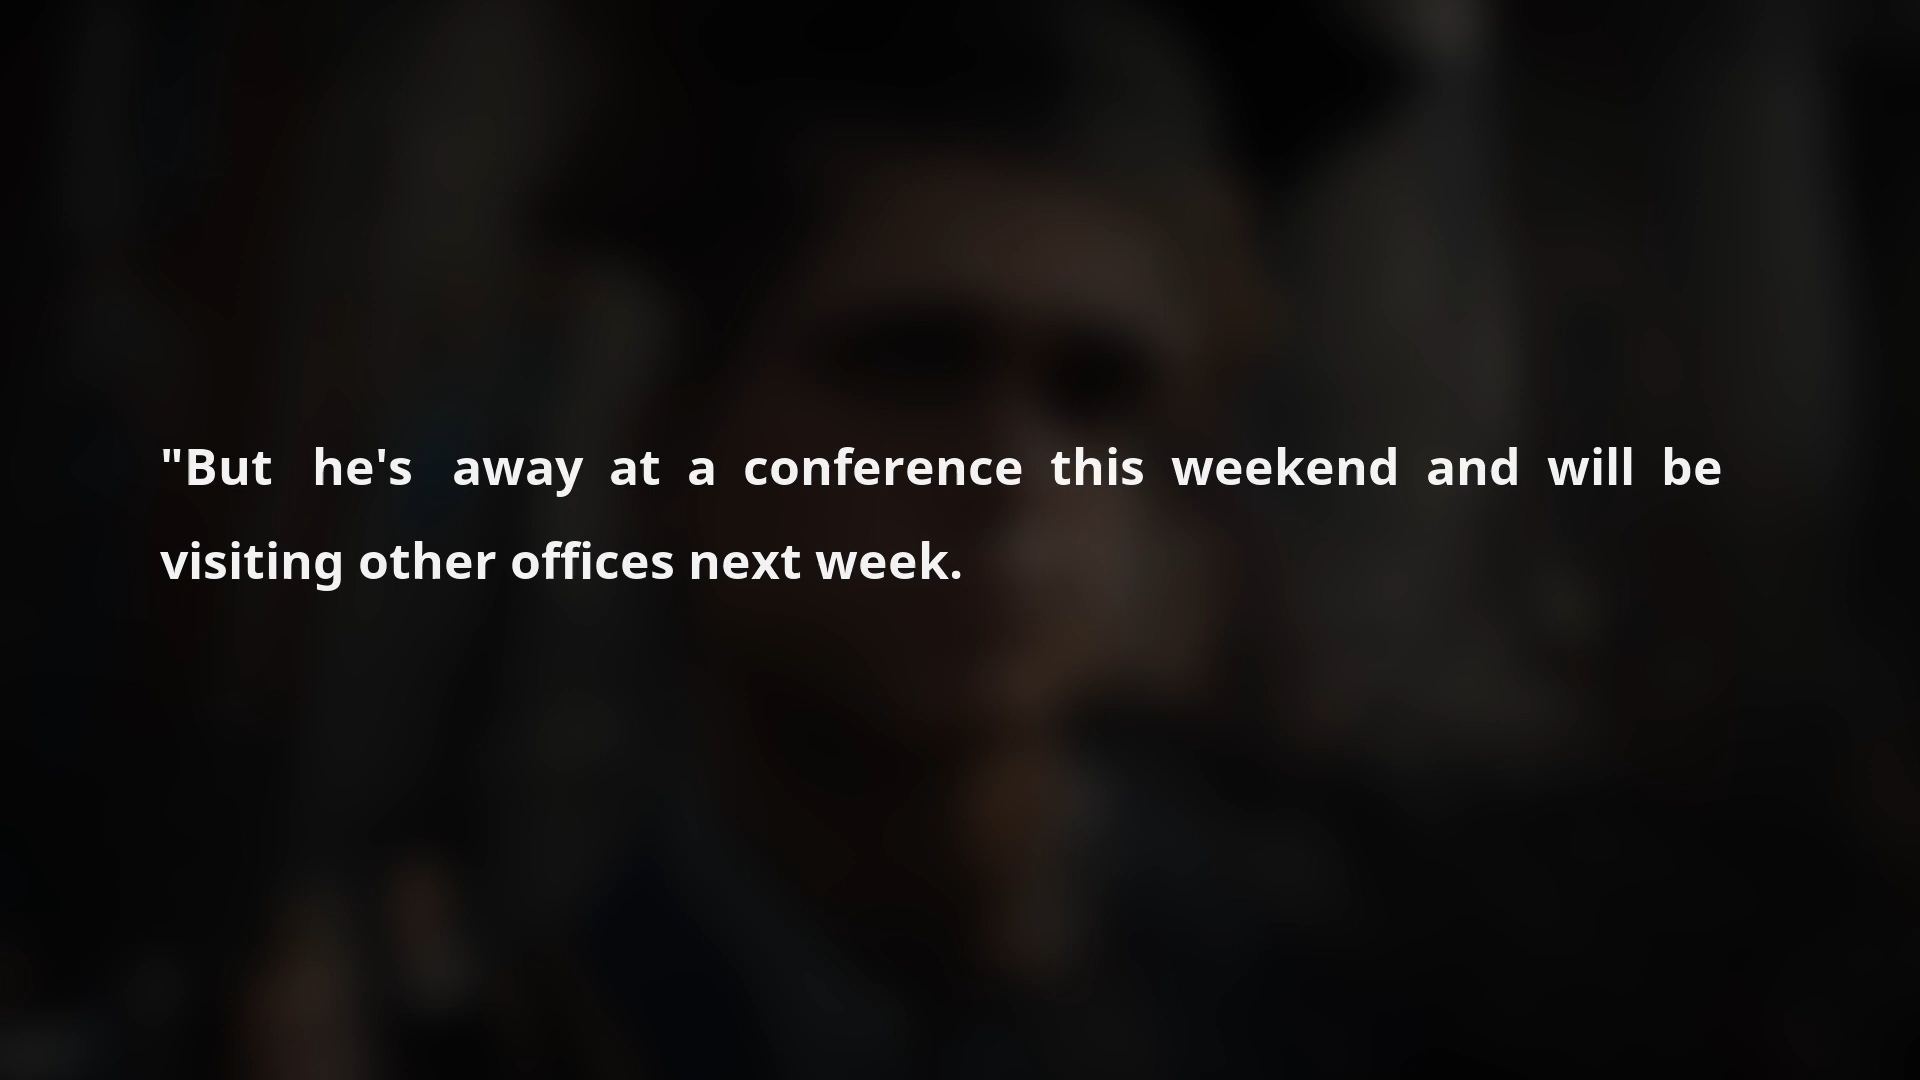 "But he's away at a conference this weekend and will be
visiting other offices next week.